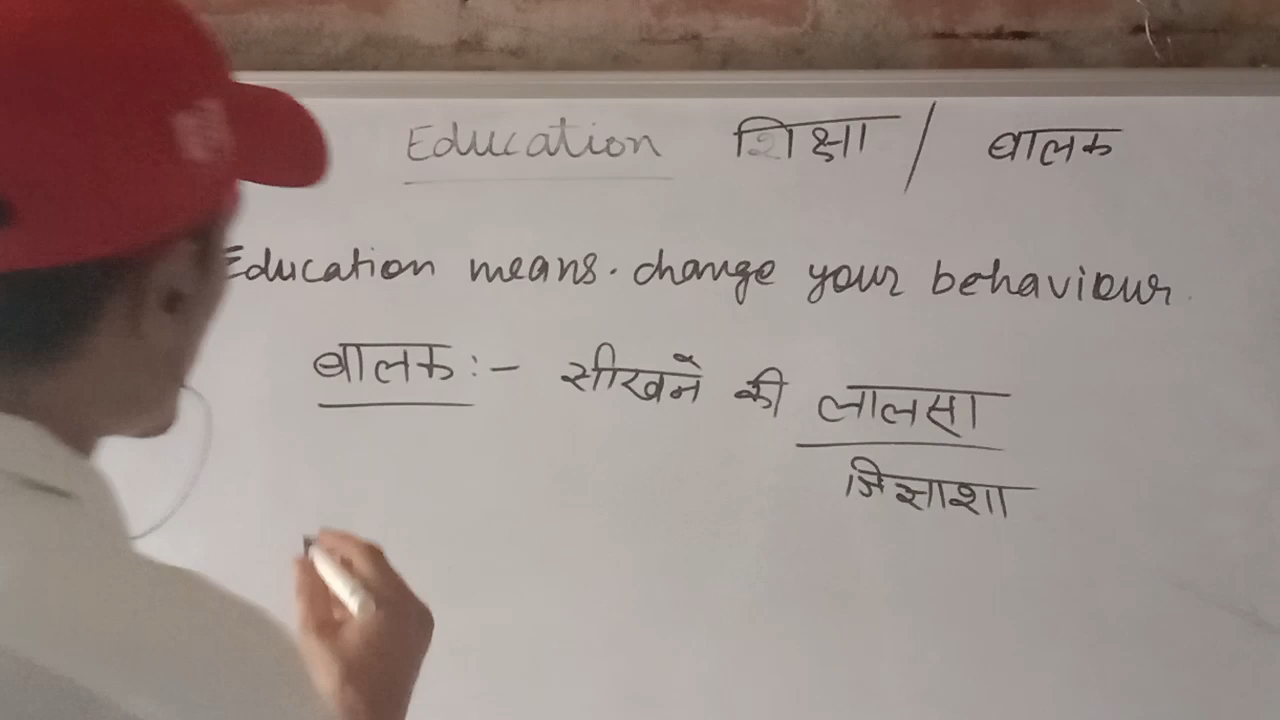 Education शिक्षा / बालक
Education means. change your behaviour
बालक :- सीखने की लालसा
जिज्ञाशा